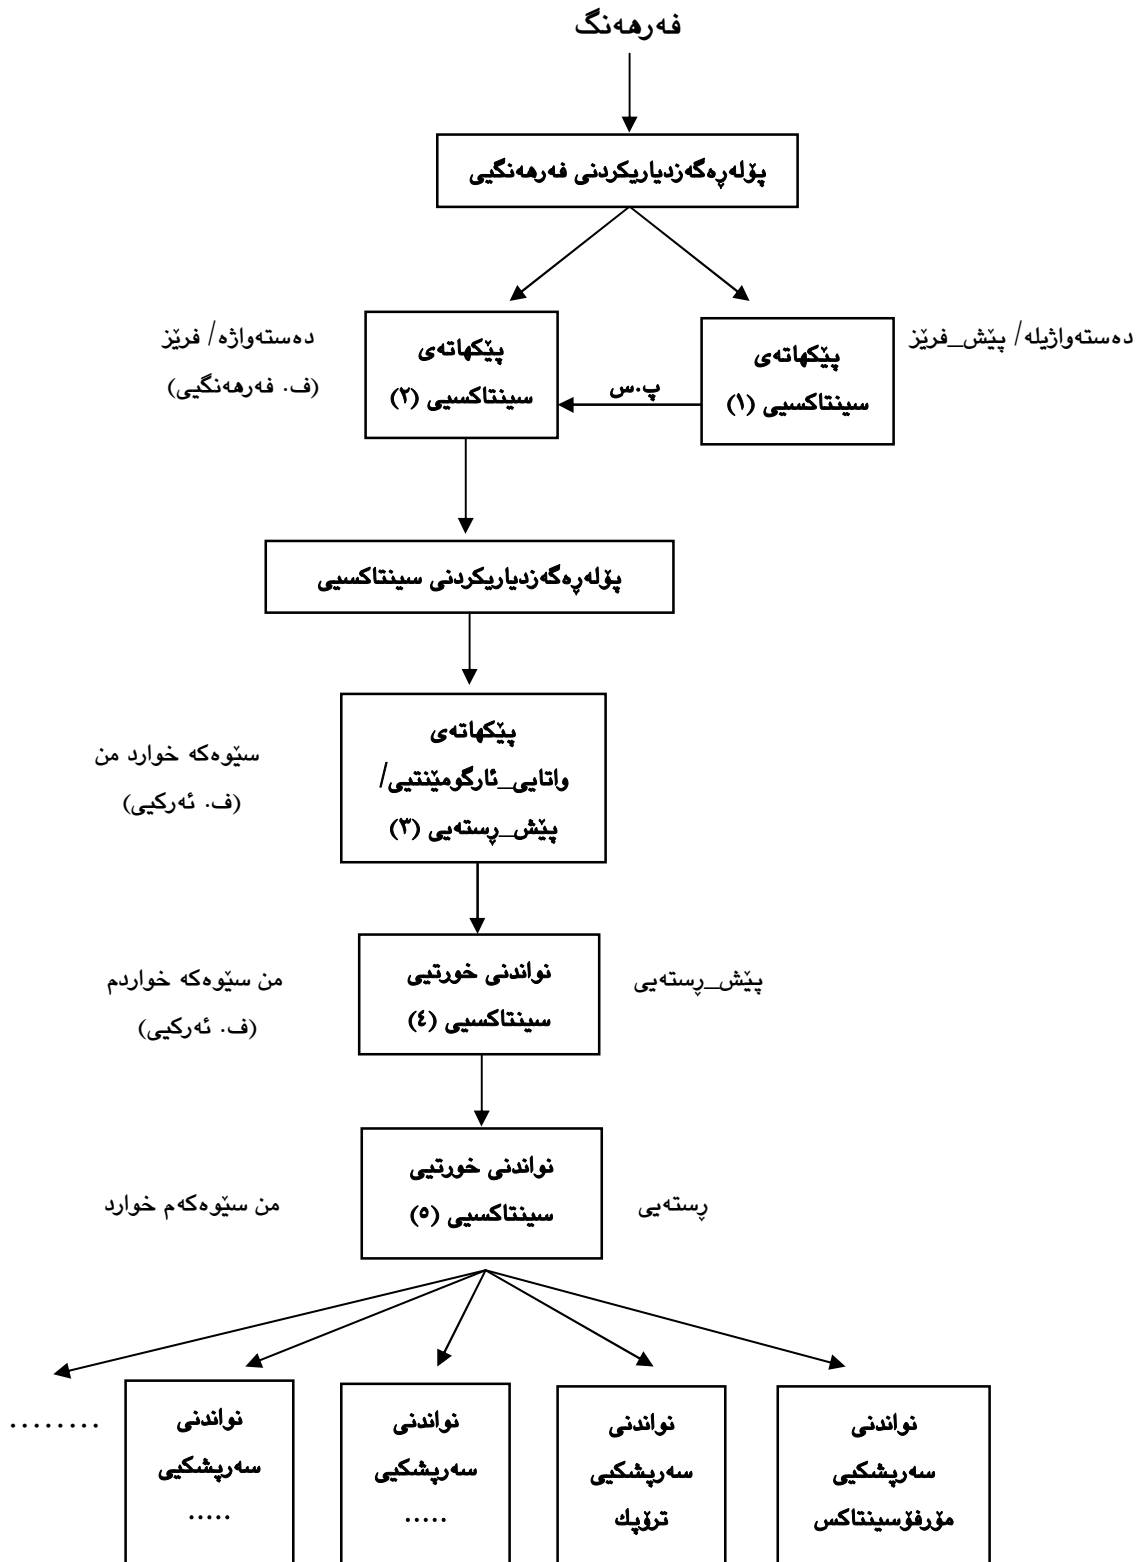 فەرهەنگ
پۆلەڕەگەزدیاریکردنی فەرهەنگیی
دەستەواژیلە/ پێش_فرێز
پێکهاتەی
سینتاکسیی (١)
پ.س
پێکهاتەی
سینتاکسیی (٢)
دەستەواژە/ فرێز
(ف. فەرهەنگیی)
پۆلەڕەگەزدیاریکردنی سینتاکسیی
پێکهاتەی
واتایی_ئارگومێنتیی/
پێش_ڕستەیی (٣)
سێوەکە خوارد من
(ف. ئەرکیی)
پێش_ڕستەیی
نواندنی خورتیی
سینتاکسیی (٤)
من سێوەکە خواردم
(ف. ئەرکیی)
ڕستەیی
نواندنی خورتیی
سینتاکسیی (٥)
من سێوەکەم خوارد
نواندنی
سەرپشکیی
مۆرفۆسینتاکس
نواندنی
سەرپشکیی
ترۆپیك
نواندنی
سەرپشکیی
.....
نواندنی
سەرپشکیی
.....
........